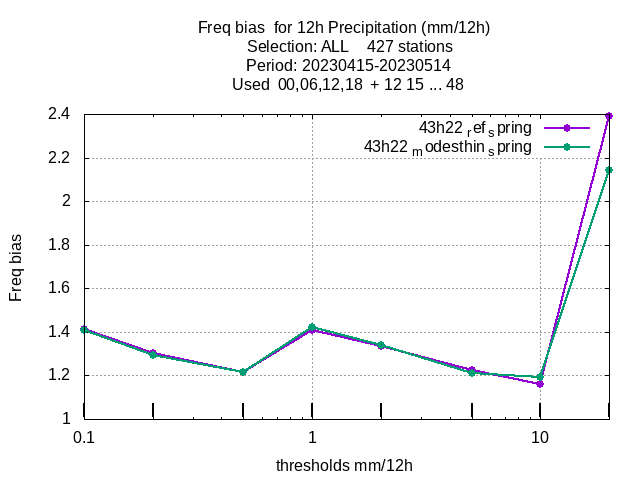 Freq bias  for 12h Precipitation (mm/12h)
Selection: ALL    427 stations
Period: 20230415-20230514
Used  00,06,12,18  + 12 15 ... 48
2.4
43h22 ref spring
43h22 modesthin spring
2.2
2
1.8
Freq bias
1.6
1.4
1.2
1
0.1 1 10
thresholds mm/12h